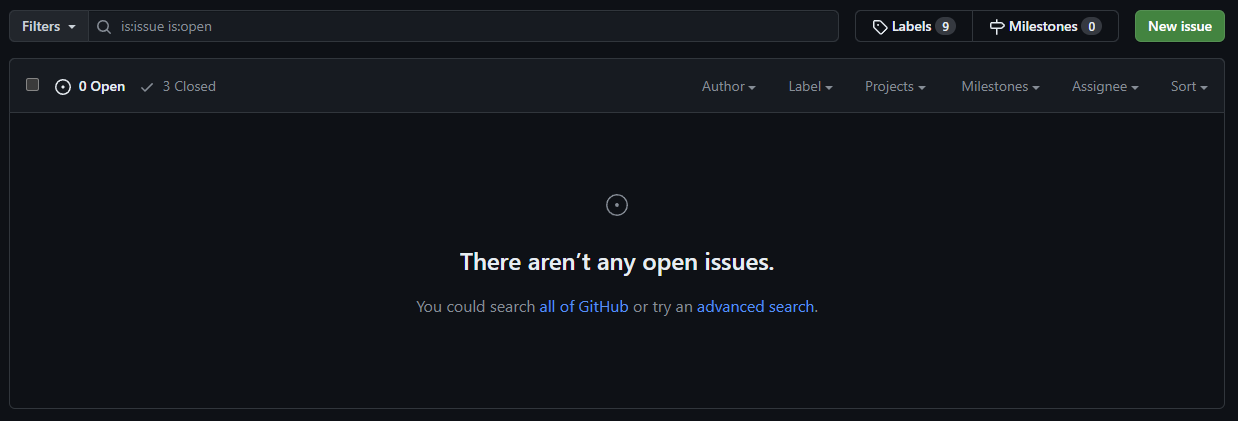 Filters is:issue is:open Labels 9 Milestones 0 New issue
0 Open 3 Closed Author Label Projects Milestones Assignee Sort
There aren’t any open issues.
You could search all of GitHub or try an advanced search.